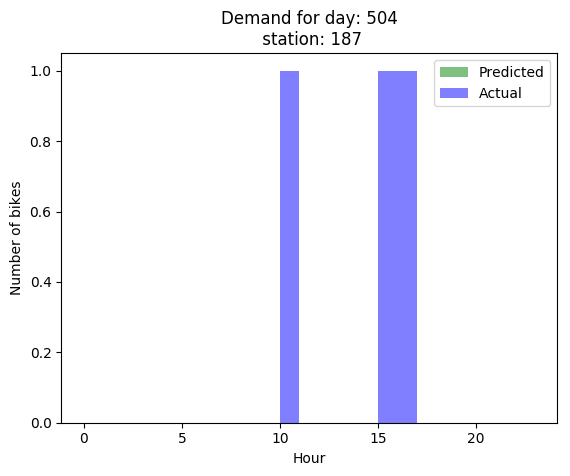 Demand for day: 504
station: 187
Predicted
Actual
1.0
0.8
0.6
0.4
0.2
0.0
Number of bikes
0 5 10 15 20
Hour